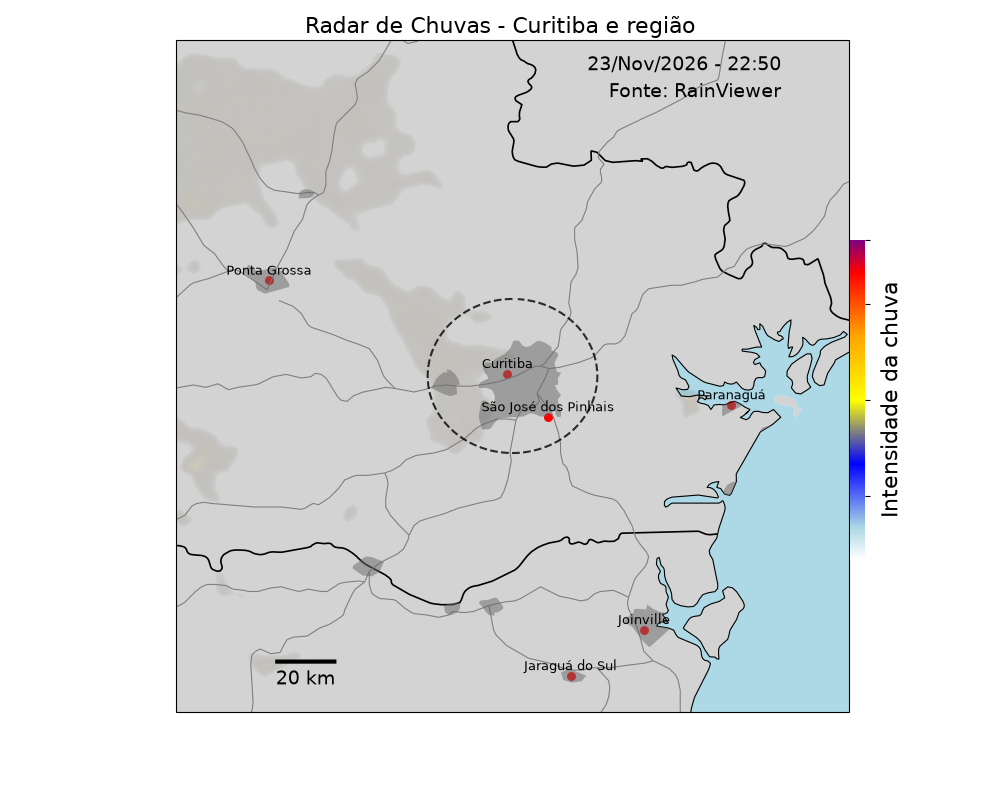 Radar de Chuvas - Curitiba e região
23/Nov/2026 - 22:50
Fonte: RainViewer
Ponta Grossa
Curitiba
São José dos Pinhais
Paranaguá
Intensidade da chuva
Joinville
Jaraguá do Sul
20 km